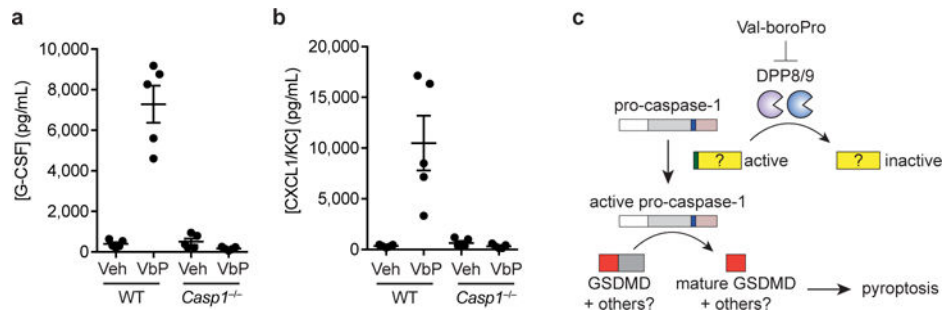 a
[G-CSF] (pg/mL)
10,000
8,000
6,000
4,000
2,000
0
Veh VbP Veh VbP
WT Casp1–/–
b
[CXCL1/KC] (pg/mL)
20,000
15,000
10,000
5,000
0
Veh VbP Veh VbP
WT Casp1–/–
c
Val-boroPro
DPP8/9
pro-caspase-1
? active
? inactive
active pro-caspase-1
GSDMD
+ others?
mature GSDMD
+ others?
pyroptosis